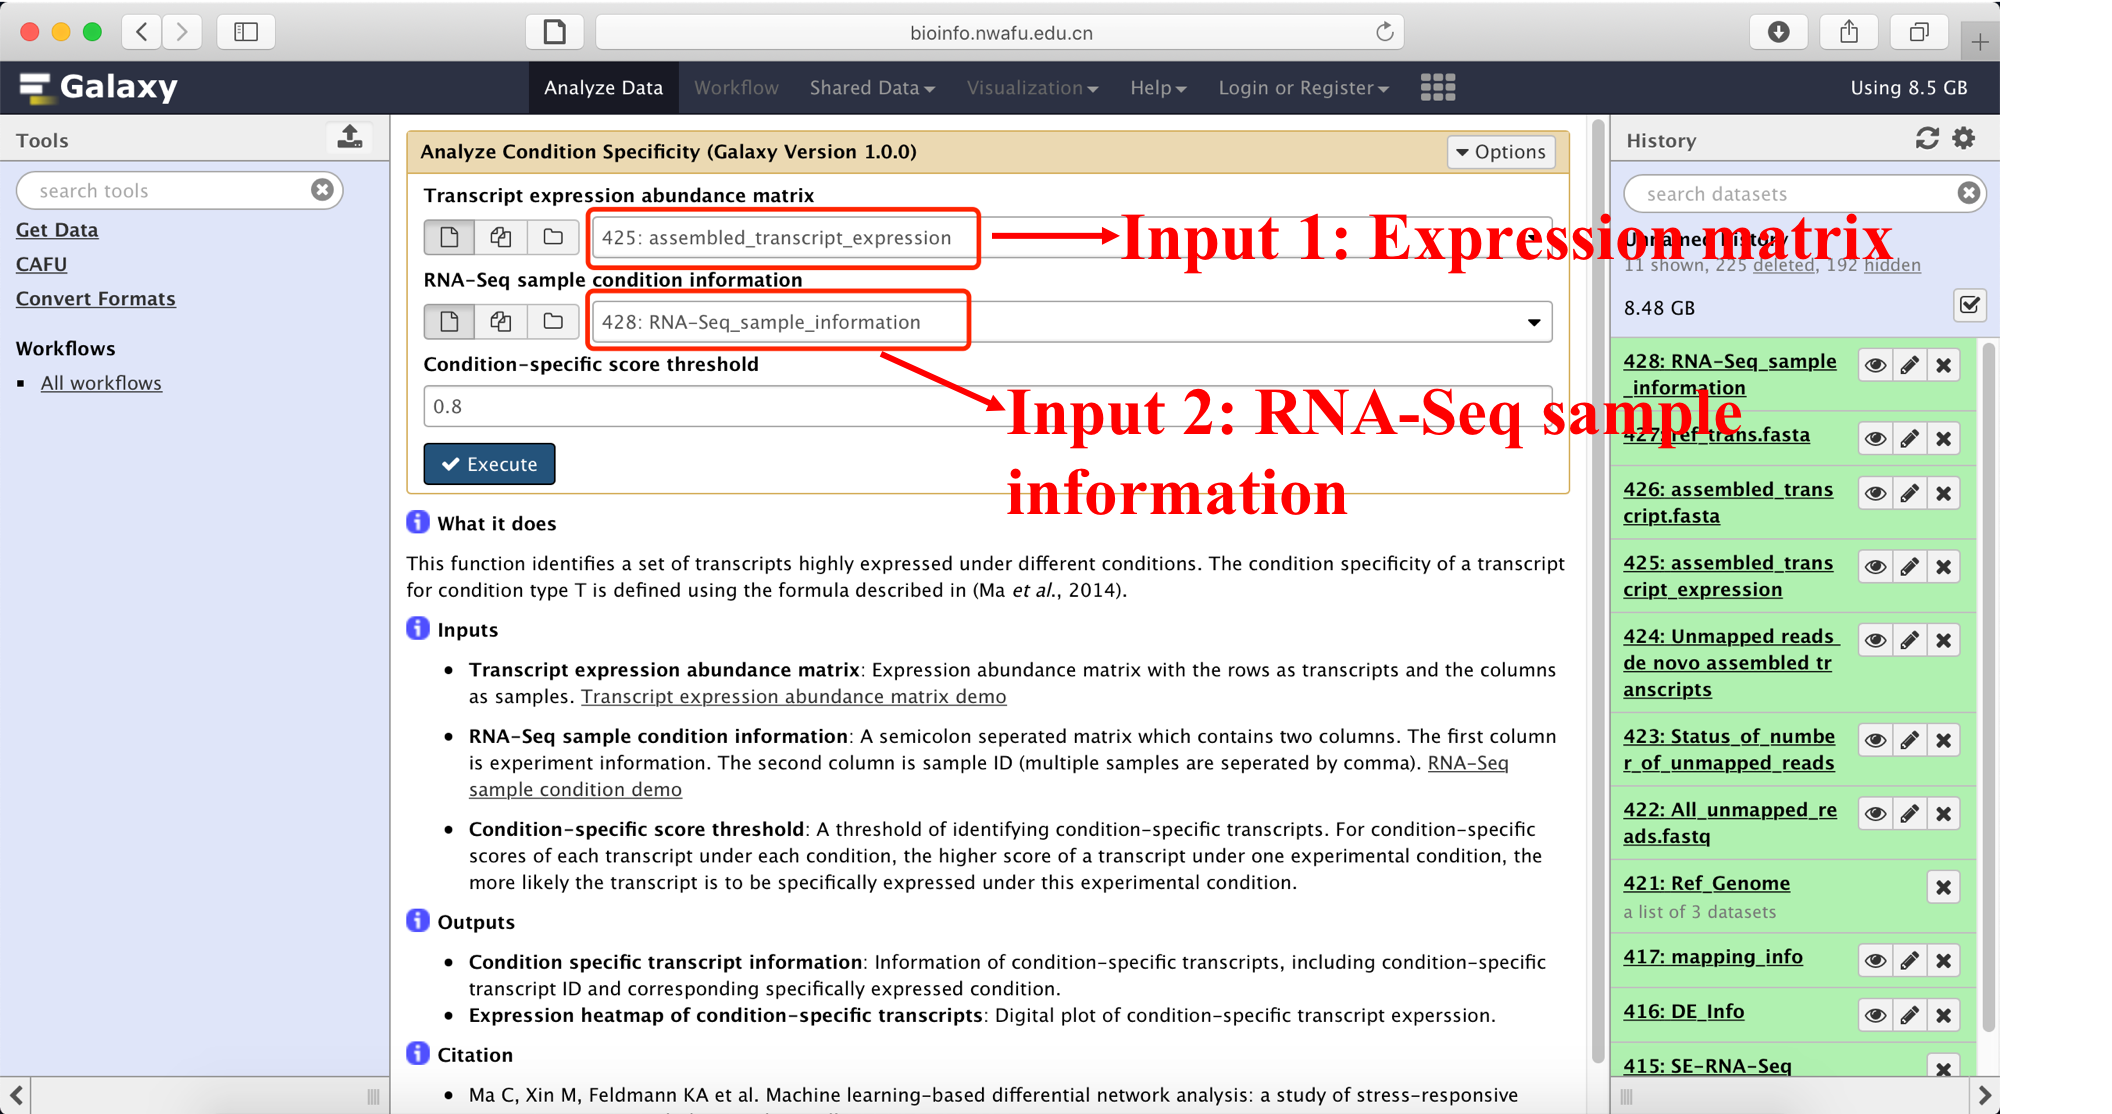 bioinfo.nwafu.edu.cn
Galaxy
Analyze Data
Workflow
Shared Data
Visualization
Help
Login or Register
Using 8.5 GB
Tools
search tools
Get Data
CAFU
Convert Formats
Workflows
All workflows
Analyze Condition Specificity (Galaxy Version 1.0.0)
Options
Transcript expression abundance matrix
425: assembled_transcript_expression
Input 1: Expression matrix
RNA-Seq sample condition information
428: RNA-Seq_sample_information
Condition-specific score threshold
0.8
Input 2: RNA-Seq sample
information
Execute
What it does
This function identifies a set of transcripts highly expressed under different conditions. The condition specificity of a transcript
for condition type T is defined using the formula described in (Ma et al., 2014).
Inputs
Transcript expression abundance matrix: Expression abundance matrix with the rows as transcripts and the columns
as samples. Transcript expression abundance matrix demo
RNA-Seq sample condition information: A semicolon seperated matrix which contains two columns. The first column
is experiment information. The second column is sample ID (multiple samples are seperated by comma). RNA-Seq
sample condition demo
Condition-specific score threshold: A threshold of identifying condition-specific transcripts. For condition-specific
scores of each transcript under each condition, the higher score of a transcript under one experimental condition, the
more likely the transcript is to be specifically expressed under this experimental condition.
Outputs
Condition specific transcript information: Information of condition-specific transcripts, including condition-specific
transcript ID and corresponding specifically expressed condition.
Expression heatmap of condition-specific transcripts: Digital plot of condition-specific transcript experssion.
Citation
Ma C, Xin M, Feldmann KA et al. Machine learning-based differential network analysis: a study of stress-responsive
History
search datasets
Unnamed history
11 shown, 225 deleted, 192 hidden
8.48 GB
428: RNA-Seq_sample
_information
427: ref_trans.fasta
426: assembled_trans
cript.fasta
425: assembled_trans
cript_expression
424: Unmapped reads
de novo assembled tr
anscripts
423: Status_of_numbe
r_of_unmapped_reads
422: All_unmapped_re
ads.fastq
421: Ref_Genome
a list of 3 datasets
417: mapping_info
416: DE_Info
415: SE-RNA-Seq